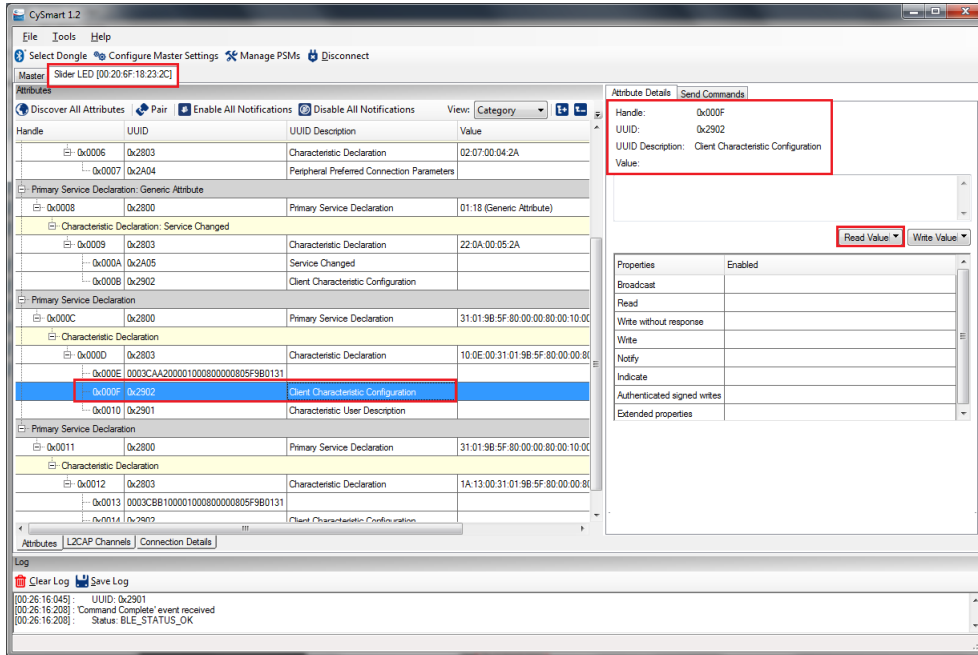 CySmart 1.2
File Tools Help
Select Dongle Configure Master Settings Manage PSMs Disconnect
Master Slider LED [00:20:6F:18:23:2C]
Attributes
Discover All Attributes Pair Enable All Notifications Disable All Notifications View: Category
Handle UUID UUID Description Value
0x0006 0x2803 Characteristic Declaration 02:07:00:04:2A
0x0007 0x2A04 Peripheral Preferred Connection Parameters
Primary Service Declaration: Generic Attribute
0x0008 0x2800 Primary Service Declaration 01:18 (Generic Attribute)
Characteristic Declaration: Service Changed
0x0009 0x2803 Characteristic Declaration 22:0A:00:05:2A
0x000A 0x2A05 Service Changed
0x000B 0x2902 Client Characteristic Configuration
Primary Service Declaration
0x000C 0x2800 Primary Service Declaration 31:01:9B:5F:80:00:00:80:00:10:00
Characteristic Declaration
0x000D 0x2803 Characteristic Declaration 10:0E:00:31:01:9B:5F:80:00:00:80
0x000E 0003CAA200001000800000805F9B0131
0x000F 0x2902 Client Characteristic Configuration
0x0010 0x2901 Characteristic User Description
Primary Service Declaration
0x0011 0x2800 Primary Service Declaration 31:01:9B:5F:80:00:00:80:00:10:00
Characteristic Declaration
0x0012 0x2803 Characteristic Declaration 1A:13:00:31:01:9B:5F:80:00:00:80
0x0013 0003CBB100001000800000805F9B0131
0x0014 0x2902 Client Characteristic Configuration
Attributes L2CAP Channels Connection Details
Attribute Details Send Commands
Handle: 0x000F
UUID: 0x2902
UUID Description: Client Characteristic Configuration
Value:
Read Value Write Value
Properties Enabled
Broadcast
Read
Write without response
Write
Notify
Indicate
Authenticated signed writes
Extended properties
Log
Clear Log Save Log
[00:26:16:045] : UUID: 0x2901
[00:26:16:208] : 'Command Complete' event received
[00:26:16:208] : Status: BLE_STATUS_OK